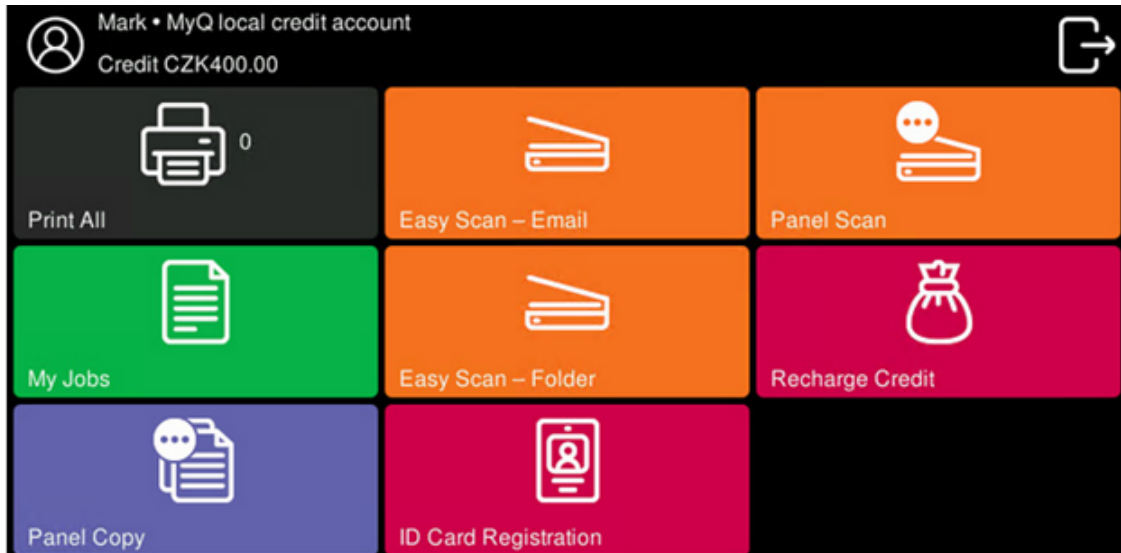 Mark • MyQ local credit account
Credit CZK400.00
0
Print All
Easy Scan – Email
Panel Scan
My Jobs
Easy Scan – Folder
Recharge Credit
Panel Copy
ID Card Registration